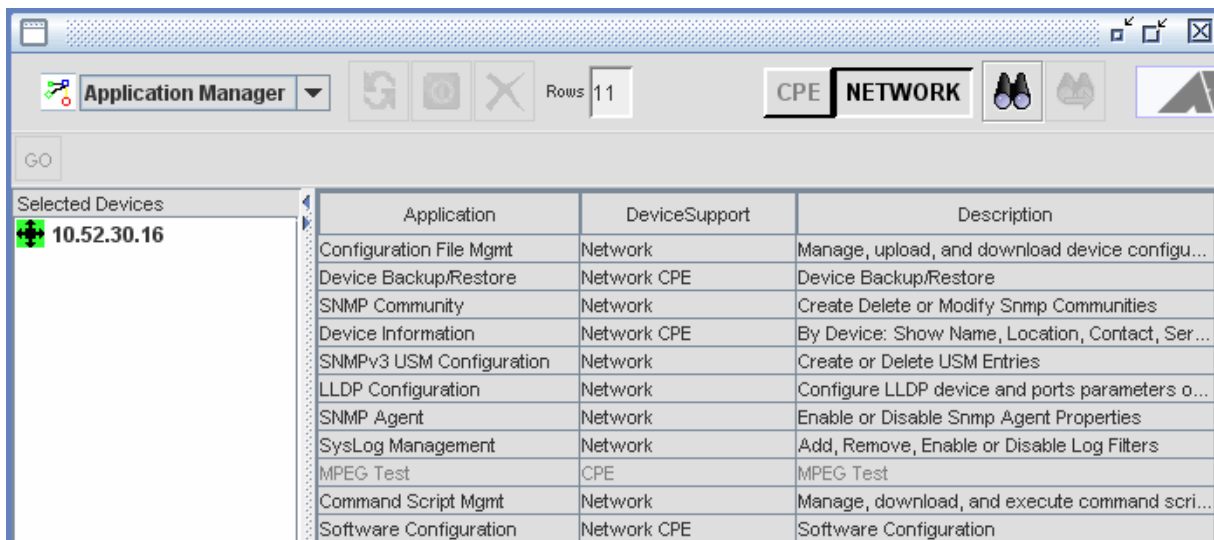 Application Manager Rows 11 CPE NETWORK
GO
Selected Devices
10.52.30.16
Application DeviceSupport Description
Configuration File Mgmt Network Manage, upload, and download device configu...
Device Backup/Restore Network CPE Device Backup/Restore
SNMP Community Network Create Delete or Modify Snmp Communities
Device Information Network CPE By Device: Show Name, Location, Contact, Ser...
SNMPv3 USM Configuration Network Create or Delete USM Entries
LLDP Configuration Network Configure LLDP device and ports parameters o...
SNMP Agent Network Enable or Disable Snmp Agent Properties
SysLog Management Network Add, Remove, Enable or Disable Log Filters
MPEG Test CPE MPEG Test
Command Script Mgmt Network Manage, download, and execute command scri...
Software Configuration Network CPE Software Configuration